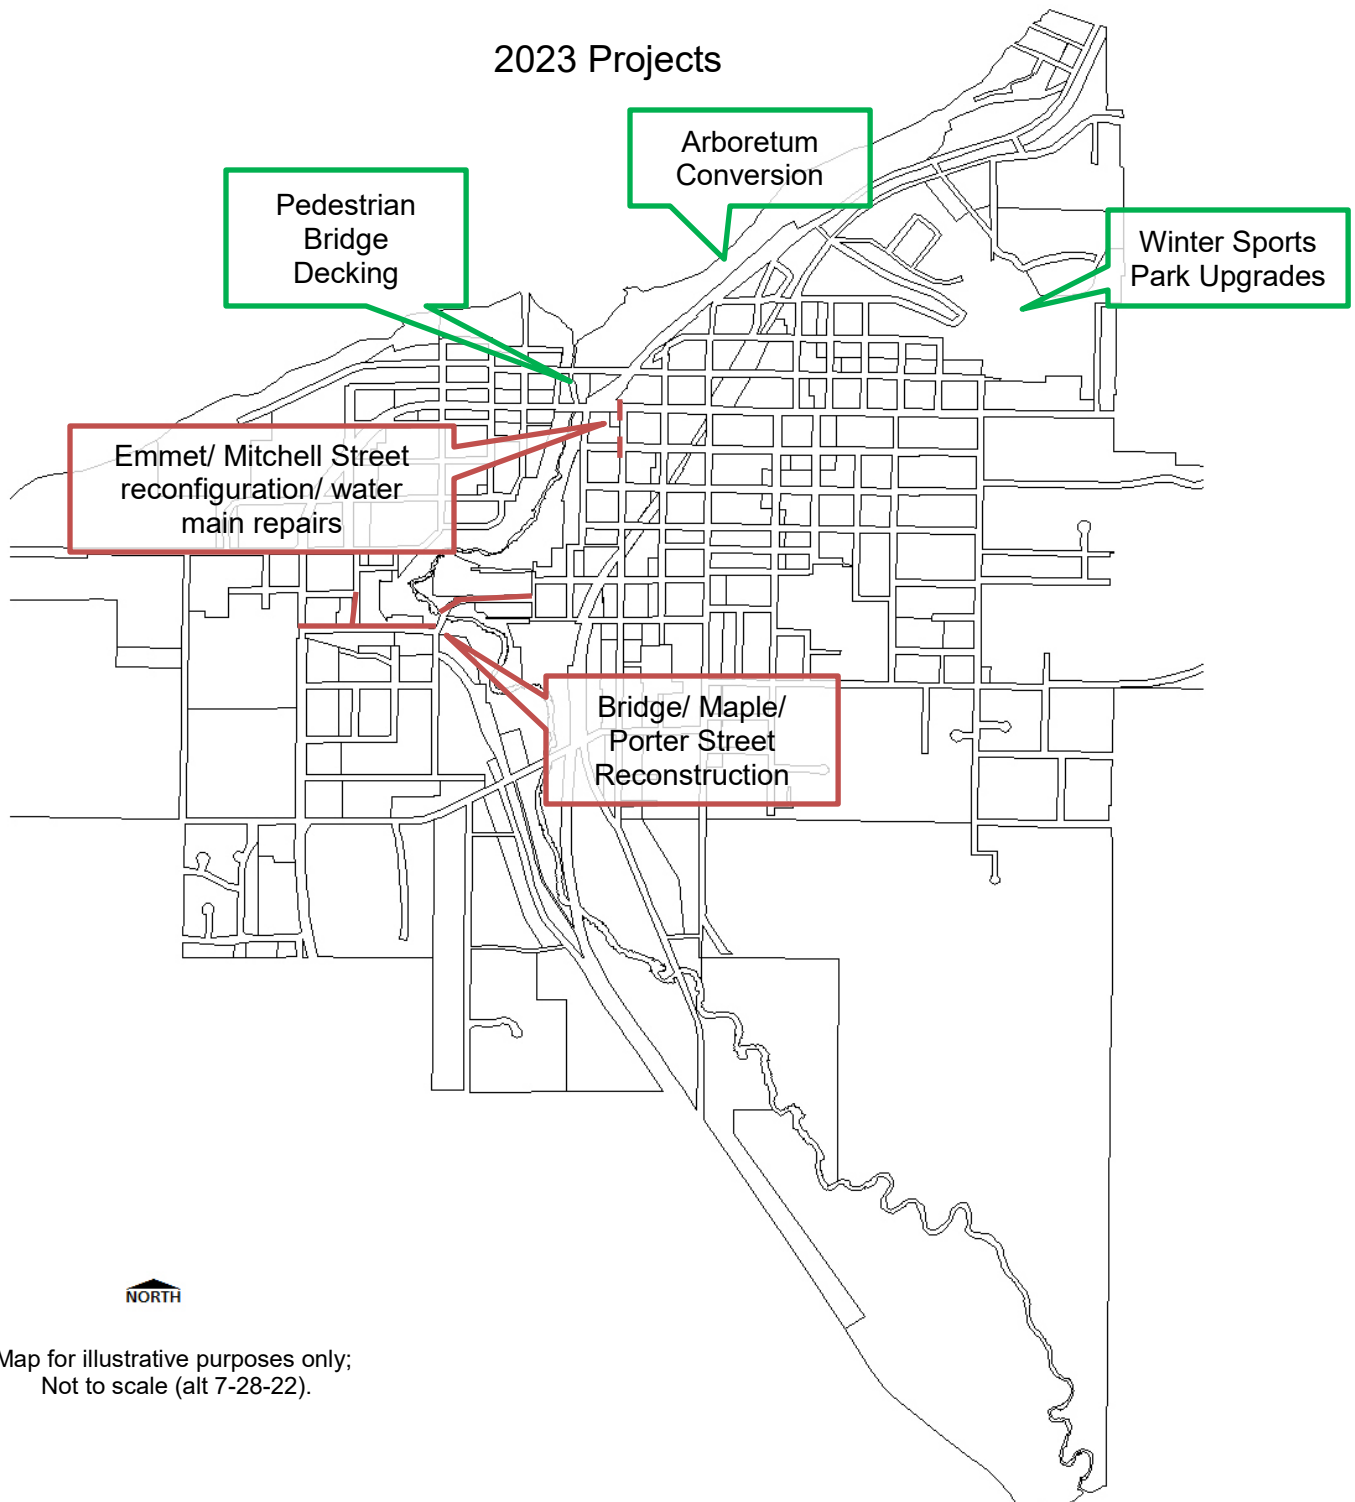 2023 Projects
Arboretum
Conversion
Pedestrian
Bridge
Decking
Winter Sports
Park Upgrades
Emmet/ Mitchell Street
reconfiguration/ water
main repairs
Bridge/ Maple/
Porter Street
Reconstruction
NORTH
Map for illustrative purposes only;
Not to scale (alt 7-28-22).